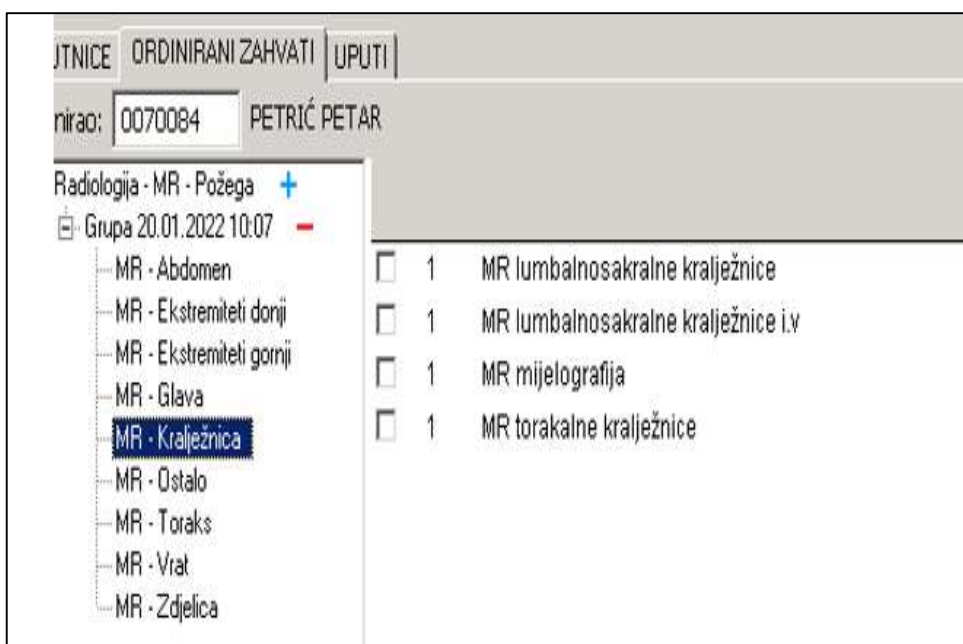 JTNICE ORDINIRANI ZAHVATI UPUTI
nirao: 0070084 PETRIĆ PETAR
Radiologija - MR - Požega +
Grupa 20.01.2022 10:07 −
MR - Abdomen
MR - Ekstremiteti donji
MR - Ekstremiteti gornji
MR - Glava
MR - Kralježnica
MR - Ostalo
MR - Toraks
MR - Vrat
MR - Zdjelica
1 MR lumbalnosakralne kralježnice
1 MR lumbalnosakralne kralježnice i.v
1 MR mijelografija
1 MR torakalne kralježnice